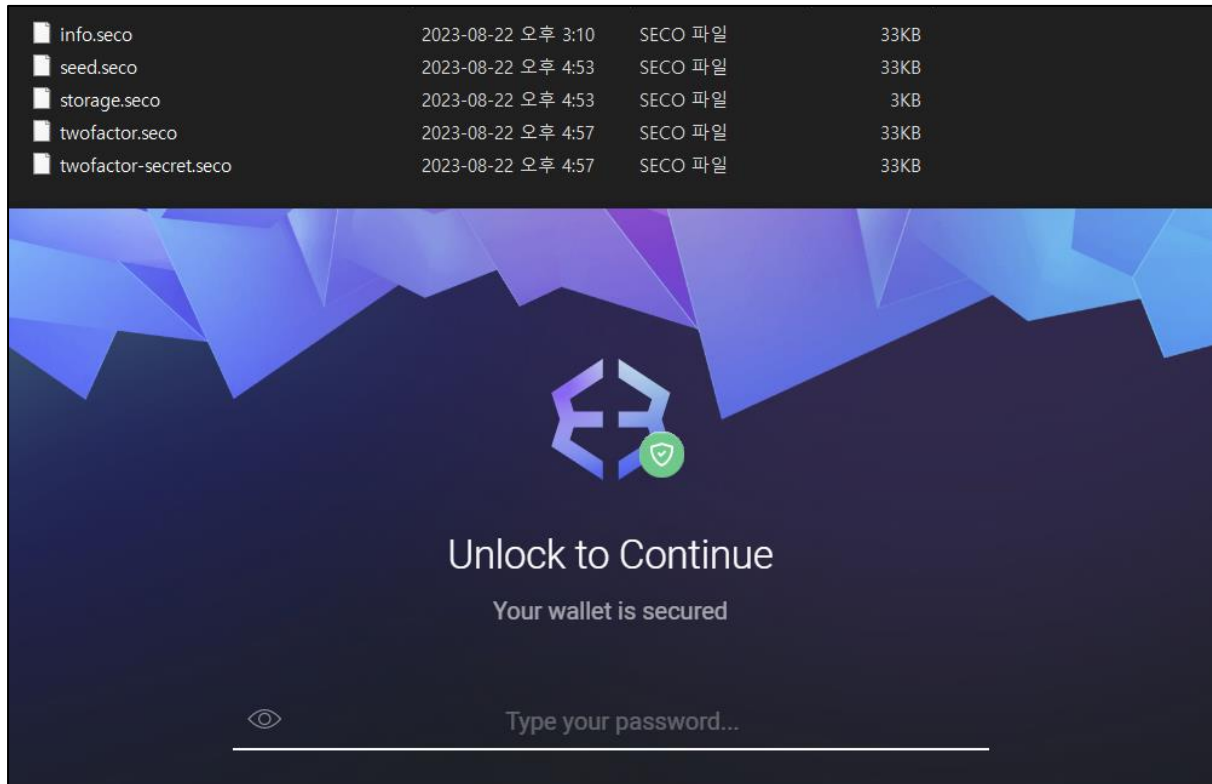 info.seco 2023-08-22 오후 3:10 SECO 파일 33KB
seed.seco 2023-08-22 오후 4:53 SECO 파일 33KB
storage.seco 2023-08-22 오후 4:53 SECO 파일 3KB
twofactor.seco 2023-08-22 오후 4:57 SECO 파일 33KB
twofactor-secret.seco 2023-08-22 오후 4:57 SECO 파일 33KB
Unlock to Continue
Your wallet is secured
Type your password...